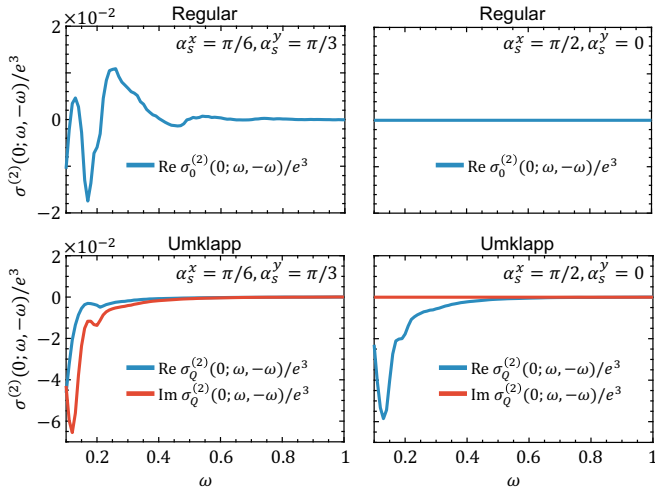 Regular
Regular
×10⁻²
2
α_s^x = π/6, α_s^y = π/3
α_s^x = π/2, α_s^y = 0
σ⁽²⁾(0; ω, −ω)/e³
0
Re σ_0^(2)(0; ω, −ω)/e³
Re σ_0^(2)(0; ω, −ω)/e³
−2
Umklapp
Umklapp
×10⁻²
α_s^x = π/6, α_s^y = π/3
α_s^x = π/2, α_s^y = 0
0
σ⁽²⁾(0; ω, −ω)/e³
−2
−4
Re σ_Q^(2)(0; ω, −ω)/e³
Re σ_Q^(2)(0; ω, −ω)/e³
Im σ_Q^(2)(0; ω, −ω)/e³
Im σ_Q^(2)(0; ω, −ω)/e³
−6
0.2 0.4 0.6 0.8 1
0.2 0.4 0.6 0.8 1
ω
ω